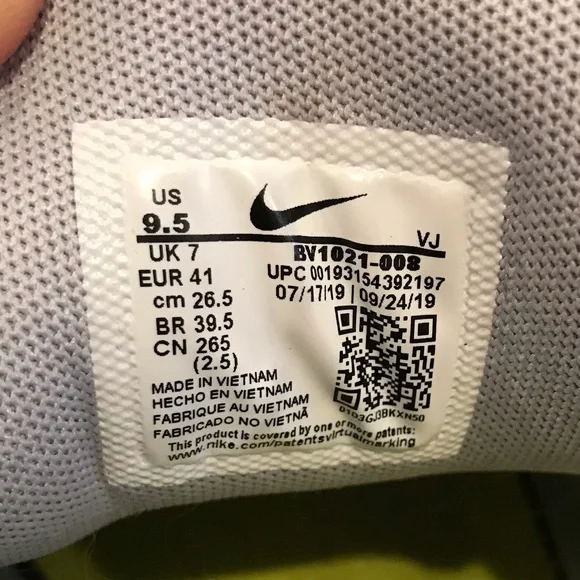 US
9.5
VJ
UK 7
BV1021-008
EUR 41
UPC 00193154392197
cm 26.5
07/17/19 | 09/24/19
BR 39.5
CN 265
(2.5)
MADE IN VIETNAM
HECHO EN VIETNAM
FABRIQUE AU VIETNAM
FABRICADO NO VIETNÃ
0103GJ3BKXN50
This product is covered by one or more patents:
www.nike.com/patentsvirtualmarking